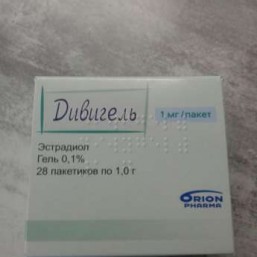 Дивигель
1 мг/пакет
Эстрадиол
Гель 0,1%
28 пакетиков по 1,0 г
ORION
PHARMA